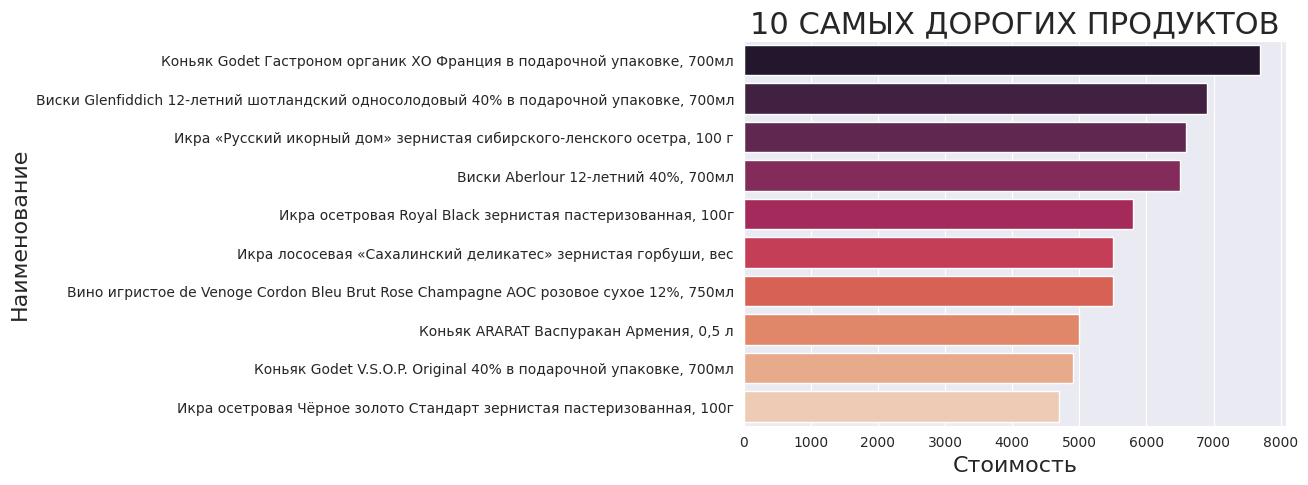 10 САМЫХ ДОРОГИХ ПРОДУКТОВ
Наименование
Коньяк Godet Гастроном органик ХО Франция в подарочной упаковке, 700мл
Виски Glenfiddich 12-летний шотландский односолодовый 40% в подарочной упаковке, 700мл
Икра «Русский икорный дом» зернистая сибирского-ленского осетра, 100 г
Виски Aberlour 12-летний 40%, 700мл
Икра осетровая Royal Black зернистая пастеризованная, 100г
Икра лососевая «Сахалинский деликатес» зернистая горбуши, вес
Вино игристое de Venoge Cordon Bleu Brut Rose Champagne AOC розовое сухое 12%, 750мл
Коньяк ARARAT Васпуракан Армения, 0,5 л
Коньяк Godet V.S.O.P. Original 40% в подарочной упаковке, 700мл
Икра осетровая Чёрное золото Стандарт зернистая пастеризованная, 100г
0 1000 2000 3000 4000 5000 6000 7000 8000
Стоимость